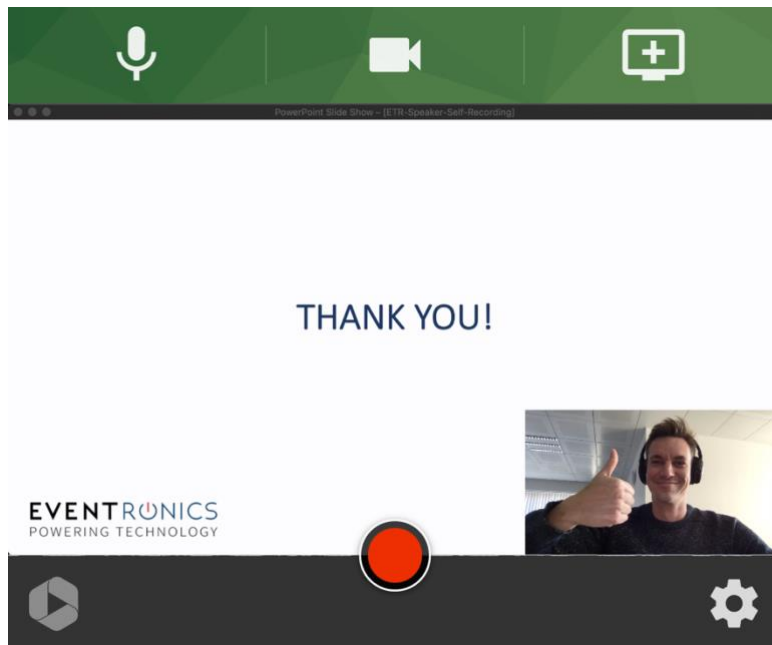 PowerPoint Slide Show – [ETR-Speaker-Self-Recording]
THANK YOU!
EVENTRONICS
POWERING TECHNOLOGY